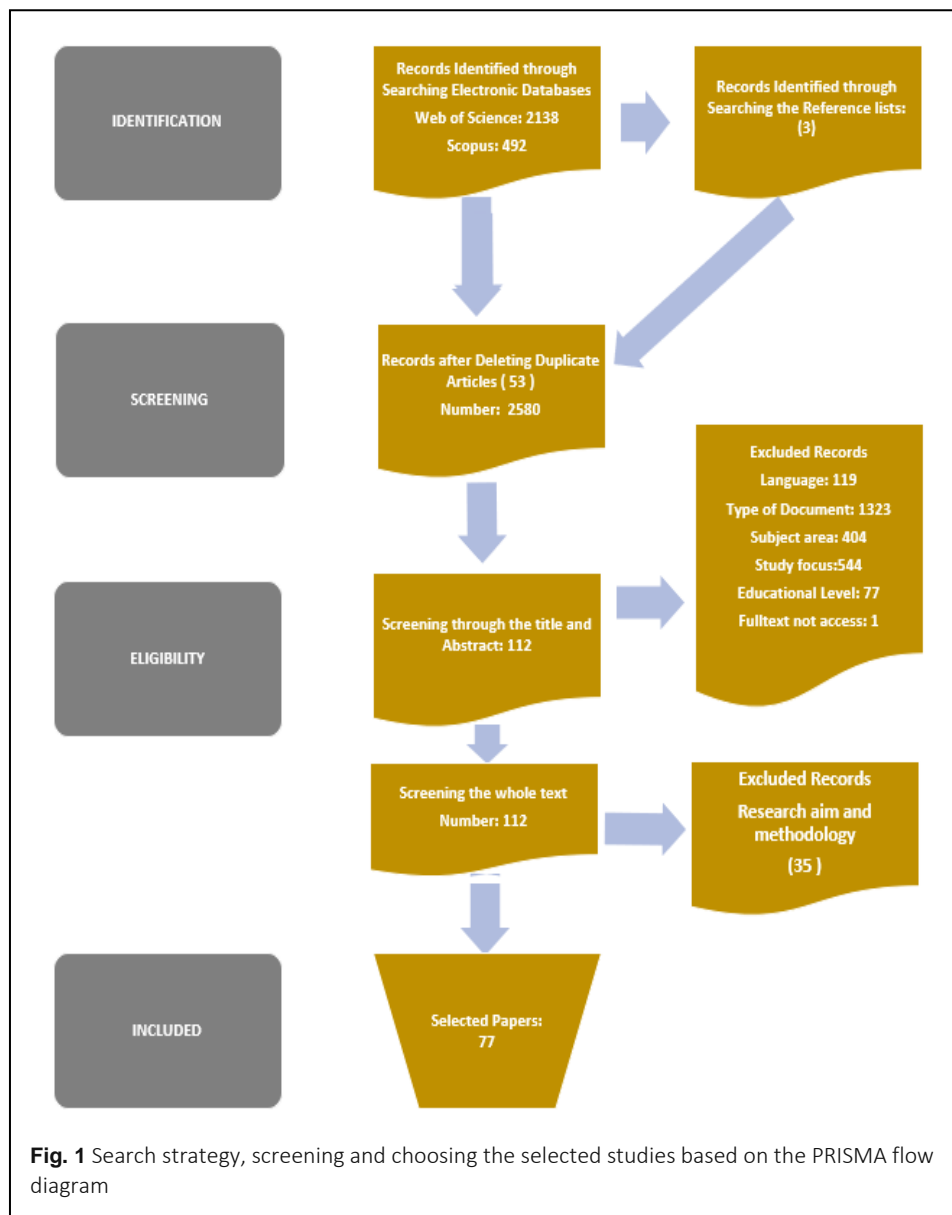 IDENTIFICATION
Records Identified through
Searching Electronic Databases
Web of Science: 2138
Scopus: 492
Records Identified through
Searching the Reference lists:
(3)
SCREENING
Records after Deleting Duplicate
Articles ( 53 )
Number: 2580
ELIGIBILITY
Screening through the title and
Abstract: 112
Excluded Records
Language: 119
Type of Document: 1323
Subject area: 404
Study focus:544
Educational Level: 77
Fulltext not access: 1
Screening the whole text
Number: 112
Excluded Records
Research aim and
methodology
(35 )
INCLUDED
Selected Papers:
77
Fig. 1 Search strategy, screening and choosing the selected studies based on the PRISMA flow
diagram